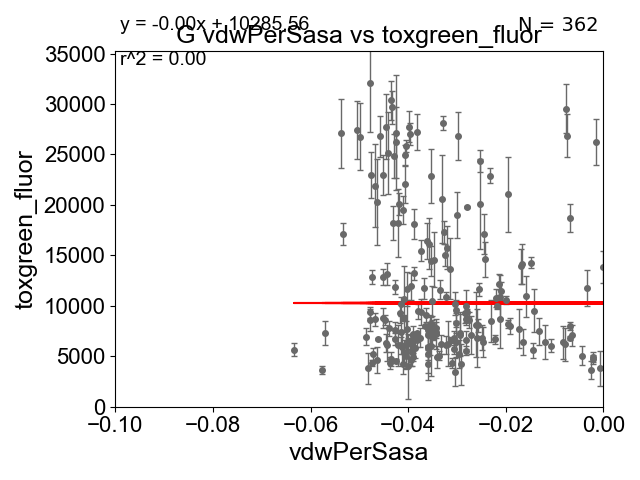 y = -0.00x + 10285.56
N = 362
G vdwPerSasa vs toxgreen_fluor
r^2 = 0.00
35000
30000
25000
20000
15000
10000
5000
0
toxgreen_fluor
−0.10 −0.08 −0.06 −0.04 −0.02 0.00
vdwPerSasa